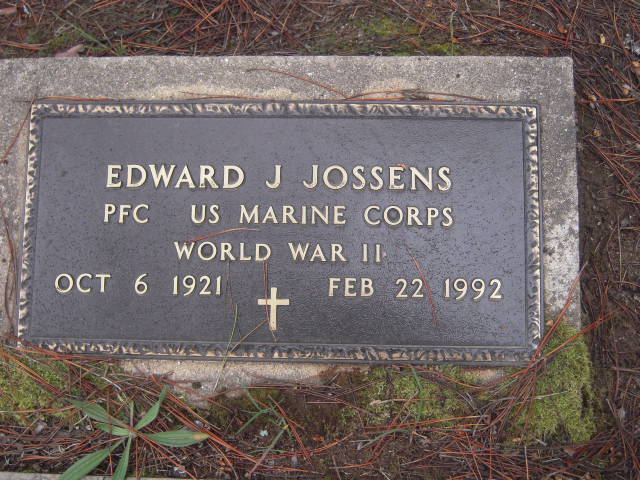 EDWARD J JOSSENS
PFC US MARINE CORPS
WORLD WAR II
OCT 6 1921 FEB 22 1992